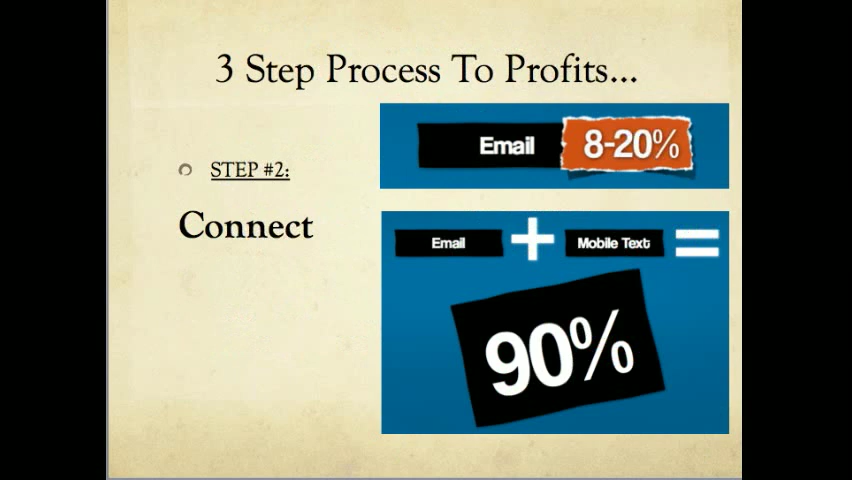 3 Step Process To Profits...
STEP #2:
Connect
Email 8-20%
Email + Mobile Text =
90%